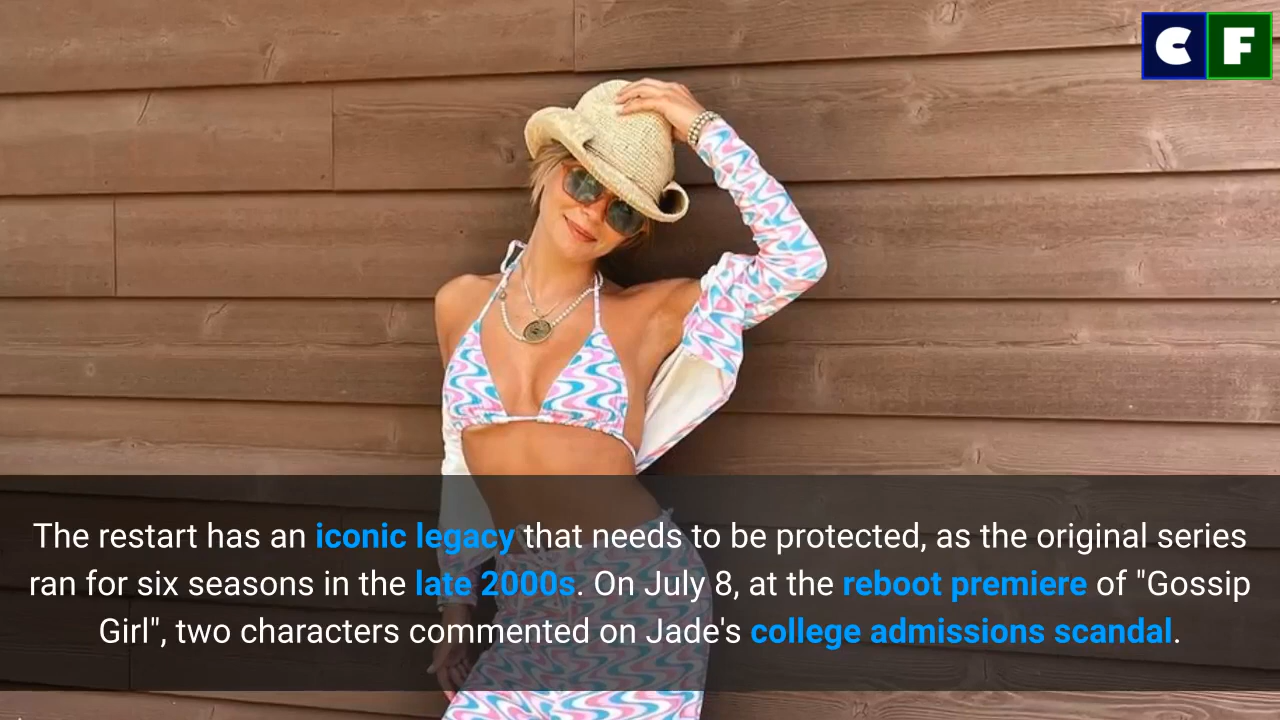 CF
The restart has an iconic legacy that needs to be protected, as the original series
ran for six seasons in the late 2000s. On July 8, at the reboot premiere of "Gossip
Girl", two characters commented on Jade's college admissions scandal.